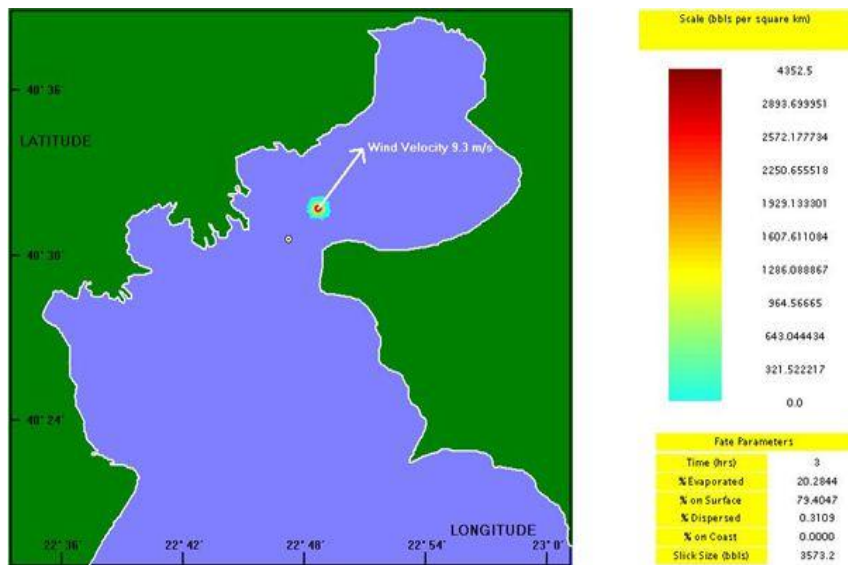 40° 36'
LATITUDE
Wind Velocity 9.3 m/s
40° 30'
40° 24'
LONGITUDE
22° 36' 22° 42' 22° 48' 22° 54' 23° 0'
Scale (bbls per square km)
4352.5
2893.699951
2572.177734
2250.655518
1929.133301
1607.611084
1286.088867
964.56665
643.044434
321.522217
0.0
Fate Parameters
Time (hrs) 3
% Evaporated 20.2844
% on Surface 79.4047
% Dispersed 0.3109
% on Coast 0.0000
Slick Size (bbls) 3573.2